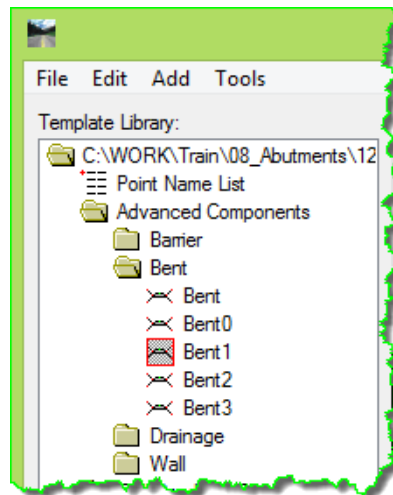 File Edit Add Tools
Template Library:
C:\WORK\Train\08_Abutments\12
Point Name List
Advanced Components
Barrier
Bent
Bent
Bent0
Bent1
Bent2
Bent3
Drainage
Wall